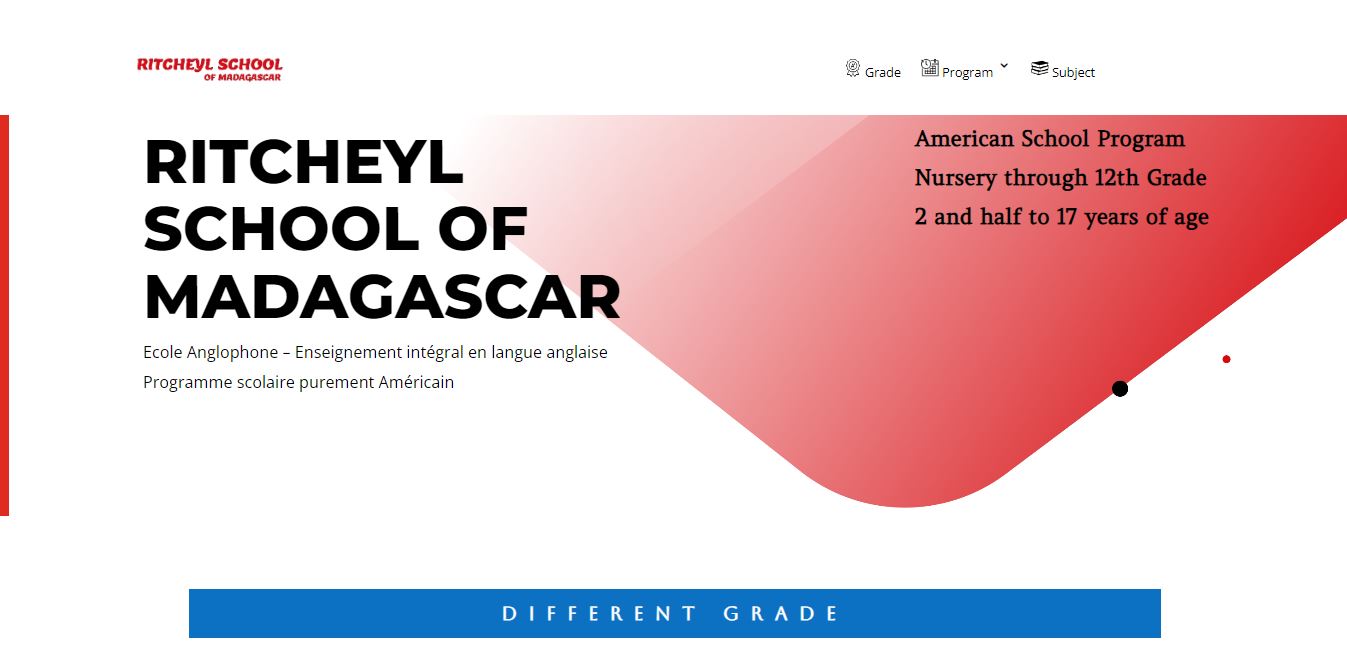 RITCHEYL SCHOOL
OF MADAGASCAR
Grade
Program
Subject
RITCHEYL
SCHOOL OF
MADAGASCAR
Ecole Anglophone – Enseignement intégral en langue anglaise
Programme scolaire purement Américain
American School Program
Nursery through 12th Grade
2 and half to 17 years of age
DIFFERENT GRADE